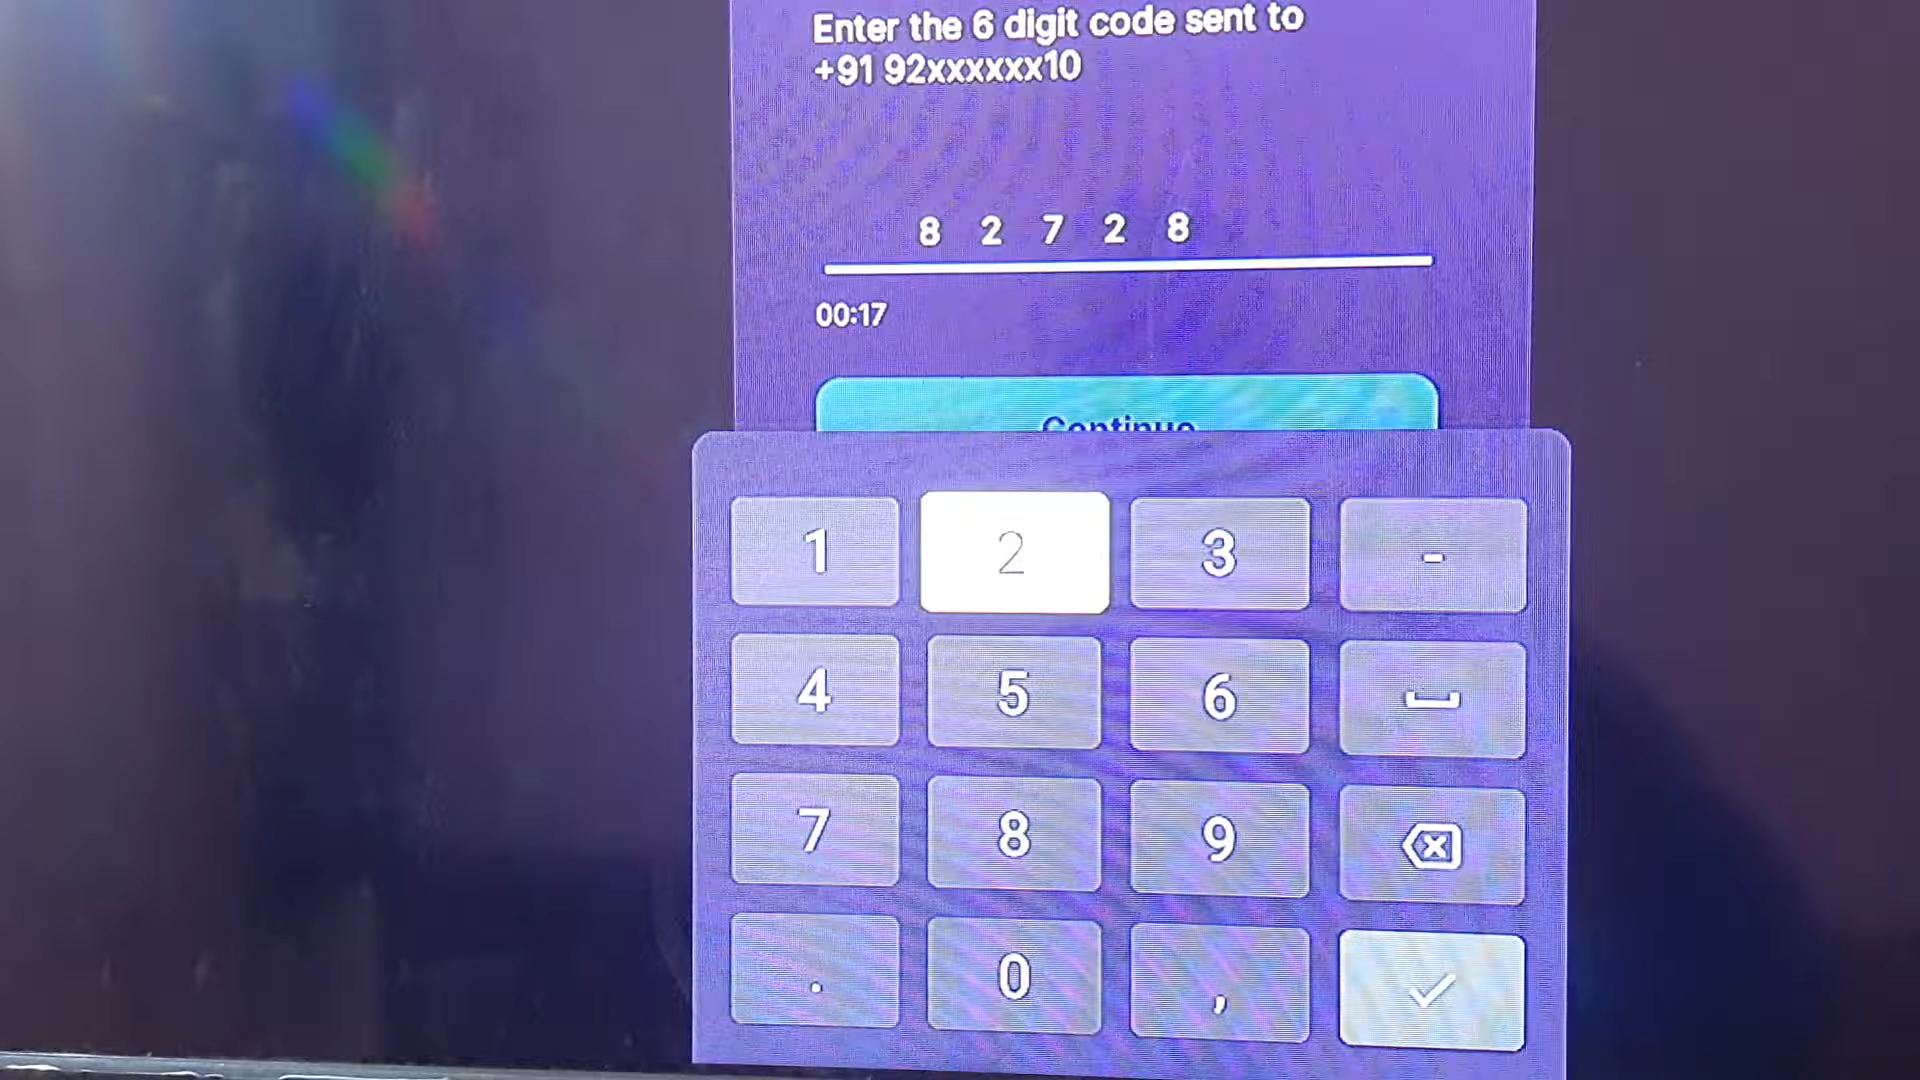 Enter the 6 digit code sent to
+91 92xxxxxx10
8 2 7 2 8
00:17
Continue
1 2 3 -
4 5 6
7 8 9
. 0 ,